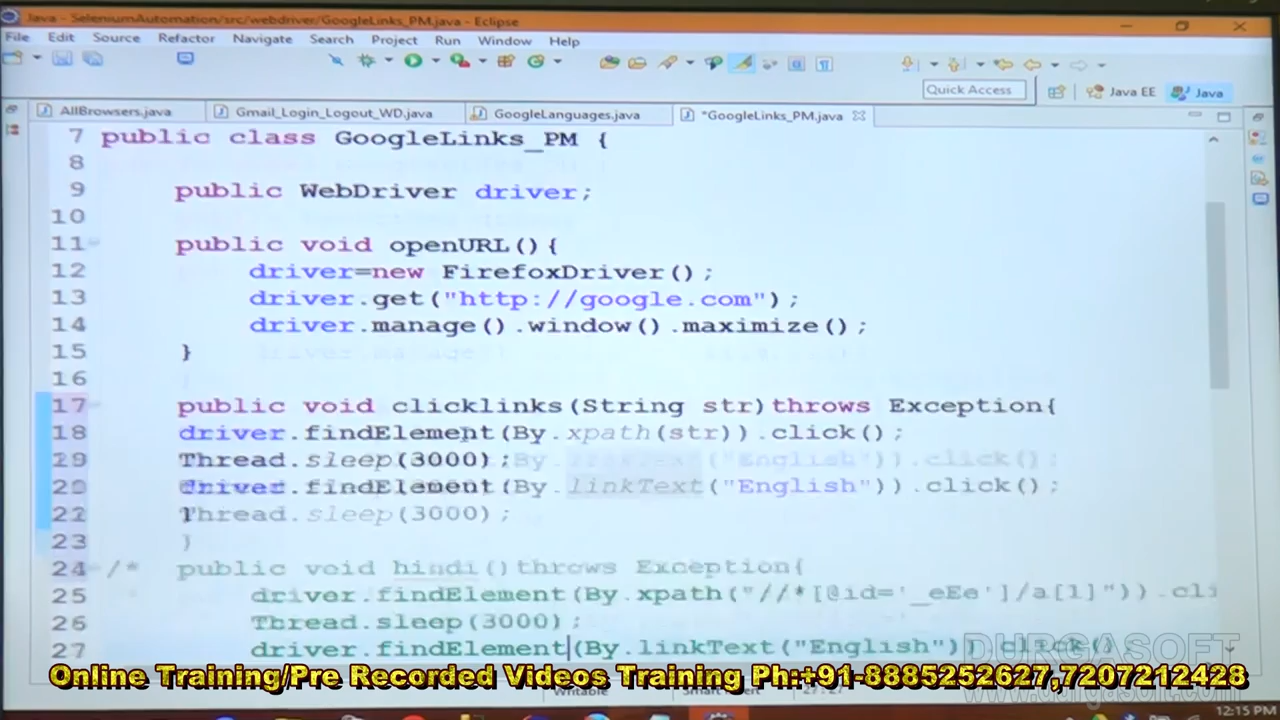 Java - SeleniumAutomation/src/webdriver/GoogleLinks_PM.java - Eclipse
File Edit Source Refactor Navigate Search Project Run Window Help
Quick Access Java EE Java
AllBrowsers.java Gmail_Login_Logout_WD.java GoogleLanguages.java *GoogleLinks_PM.java
7 public class GoogleLinks_PM {
8
9 public WebDriver driver;
10
11 public void openURL(){
12 driver=new FirefoxDriver();
13 driver.get("http://google.com");
14 driver.manage().window().maximize();
15 }
16
17 public void clicklinks(String str)throws Exception{
18 driver.findElement(By.xpath(str)).click();
Thread.sleep(3000);
driver.findElement(By.linkText("English")).click();
Thread.sleep(3000);
23 }
24 /* public void hindi()throws Exception{
25 driver.findElement(By.xpath("//*[@id='_eEe']/a[1]")).cli
26 Thread.sleep(3000);
27 driver.findElement(By.linkText("English")
DURGASOFT
Online Training/Pre Recorded Videos Training Ph:+91-8885252627,7207212428
Writable
12:15 PM